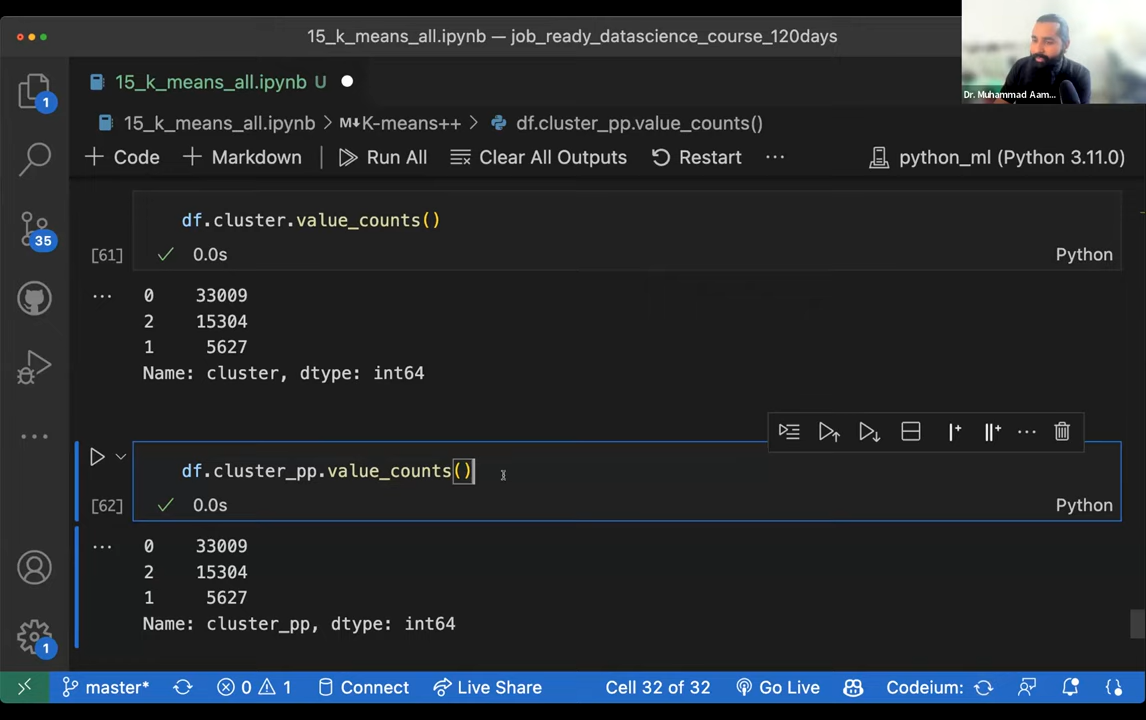 15_k_means_all.ipynb — job_ready_datascience_course_120days
Dr. Muhammad Aam...
15_k_means_all.ipynb U
15_k_means_all.ipynb > M↓K-means++ > df.cluster_pp.value_counts()
+ Code + Markdown | Run All Clear All Outputs Restart ... python_ml (Python 3.11.0)
1
35
1
df.cluster.value_counts()
[61] ✓ 0.0s Python
... 0 33009
2 15304
1 5627
Name: cluster, dtype: int64
df.cluster_pp.value_counts()
[62] ✓ 0.0s Python
... 0 33009
2 15304
1 5627
Name: cluster_pp, dtype: int64
master* 0 1 Connect Live Share Cell 32 of 32 Go Live Codeium: